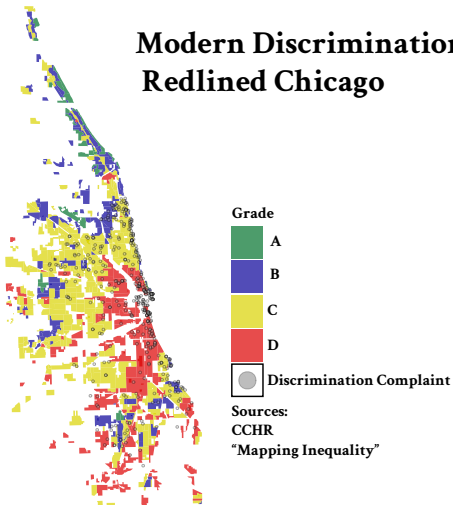 Modern Discrimination
Redlined Chicago
Grade
A
B
C
D
Discrimination Complaint
Sources:
CCHR
“Mapping Inequality”